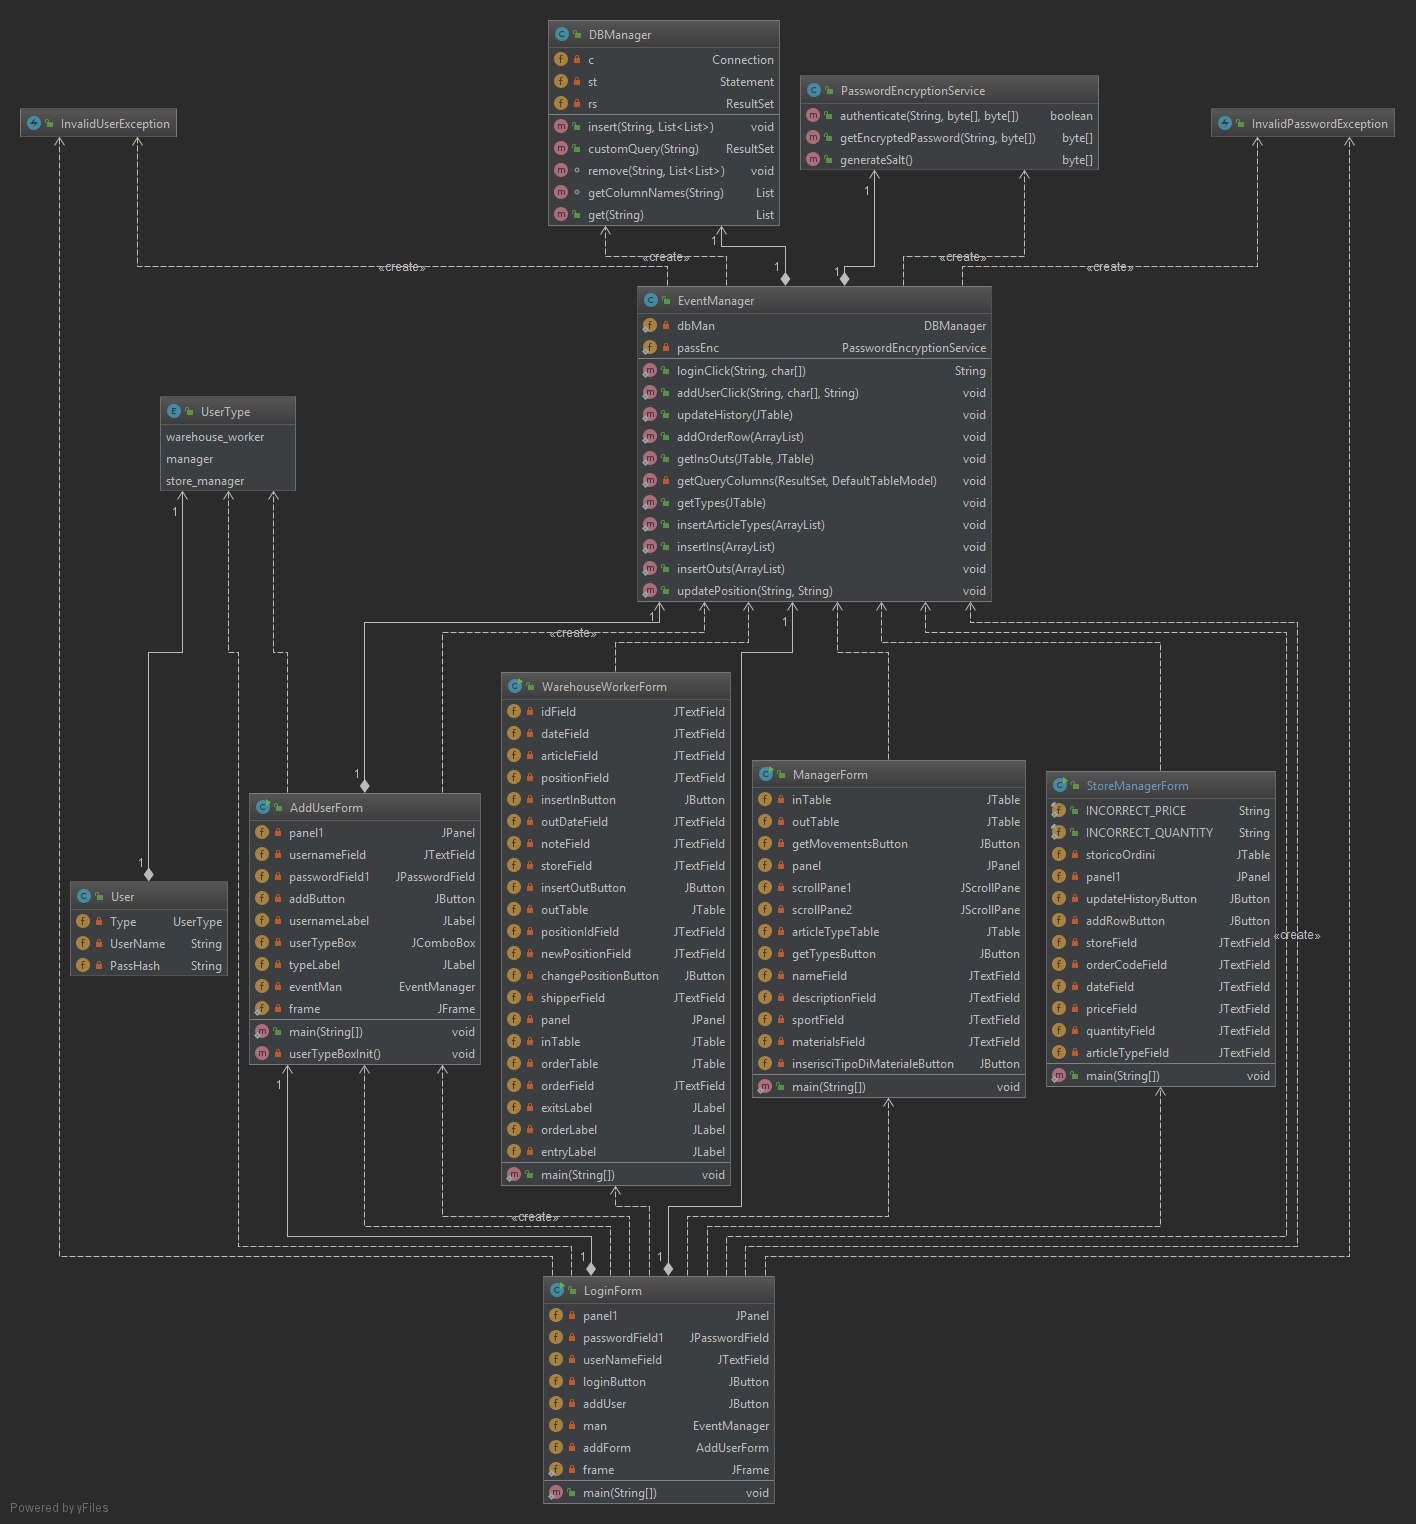 DBManager
c Connection
st Statement
rs ResultSet
insert(String, List<List>) void
customQuery(String) ResultSet
remove(String, List<List>) void
getColumnNames(String) List
get(String) List
PasswordEncryptionService
authenticate(String, byte[], byte[]) boolean
getEncryptedPassword(String, byte[]) byte[]
generateSalt() byte[]
InvalidUserException
InvalidPasswordException
1
1
1
1
«create»
«create»
«create»
«create»
EventManager
dbMan DBManager
passEnc PasswordEncryptionService
loginClick(String, char[]) String
addUserClick(String, char[], String) void
updateHistory(JTable) void
addOrderRow(ArrayList) void
getInsOuts(JTable, JTable) void
getQueryColumns(ResultSet, DefaultTableModel) void
getTypes(JTable) void
insertArticleTypes(ArrayList) void
insertIns(ArrayList) void
insertOuts(ArrayList) void
updatePosition(String, String) void
UserType
warehouse_worker
manager
store_manager
1
1
1
«create»
1
1
User
Type UserType
UserName String
PassHash String
AddUserForm
panel1 JPanel
usernameField JTextField
passwordField1 JPasswordField
addButton JButton
usernameLabel JLabel
userTypeBox JComboBox
typeLabel JLabel
eventMan EventManager
frame JFrame
main(String[]) void
userTypeBoxInit() void
WarehouseWorkerForm
idField JTextField
dateField JTextField
articleField JTextField
positionField JTextField
insertInButton JButton
outDateField JTextField
noteField JTextField
storeField JTextField
insertOutButton JButton
outTable JTable
positionIdField JTextField
newPositionField JTextField
changePositionButton JButton
shipperField JTextField
panel JPanel
inTable JTable
orderTable JTable
orderField JTextField
exitsLabel JLabel
orderLabel JLabel
entryLabel JLabel
main(String[]) void
ManagerForm
inTable JTable
outTable JTable
getMovementsButton JButton
panel JPanel
scrollPane1 JScrollPane
scrollPane2 JScrollPane
articleTypeTable JTable
getTypesButton JButton
nameField JTextField
descriptionField JTextField
sportField JTextField
materialsField JTextField
inserisciTipoDiMaterialeButton JButton
main(String[]) void
StoreManagerForm
INCORRECT_PRICE String
INCORRECT_QUANTITY String
storicoOrdini JTable
panel1 JPanel
updateHistoryButton JButton
addRowButton JButton
storeField JTextField
orderCodeField JTextField
dateField JTextField
priceField JTextField
quantityField JTextField
articleTypeField JTextField
main(String[]) void
«create»
1
«create»
1
1
LoginForm
panel1 JPanel
passwordField1 JPasswordField
userNameField JTextField
loginButton JButton
addUser JButton
man EventManager
addForm AddUserForm
frame JFrame
main(String[]) void
Powered by yFiles